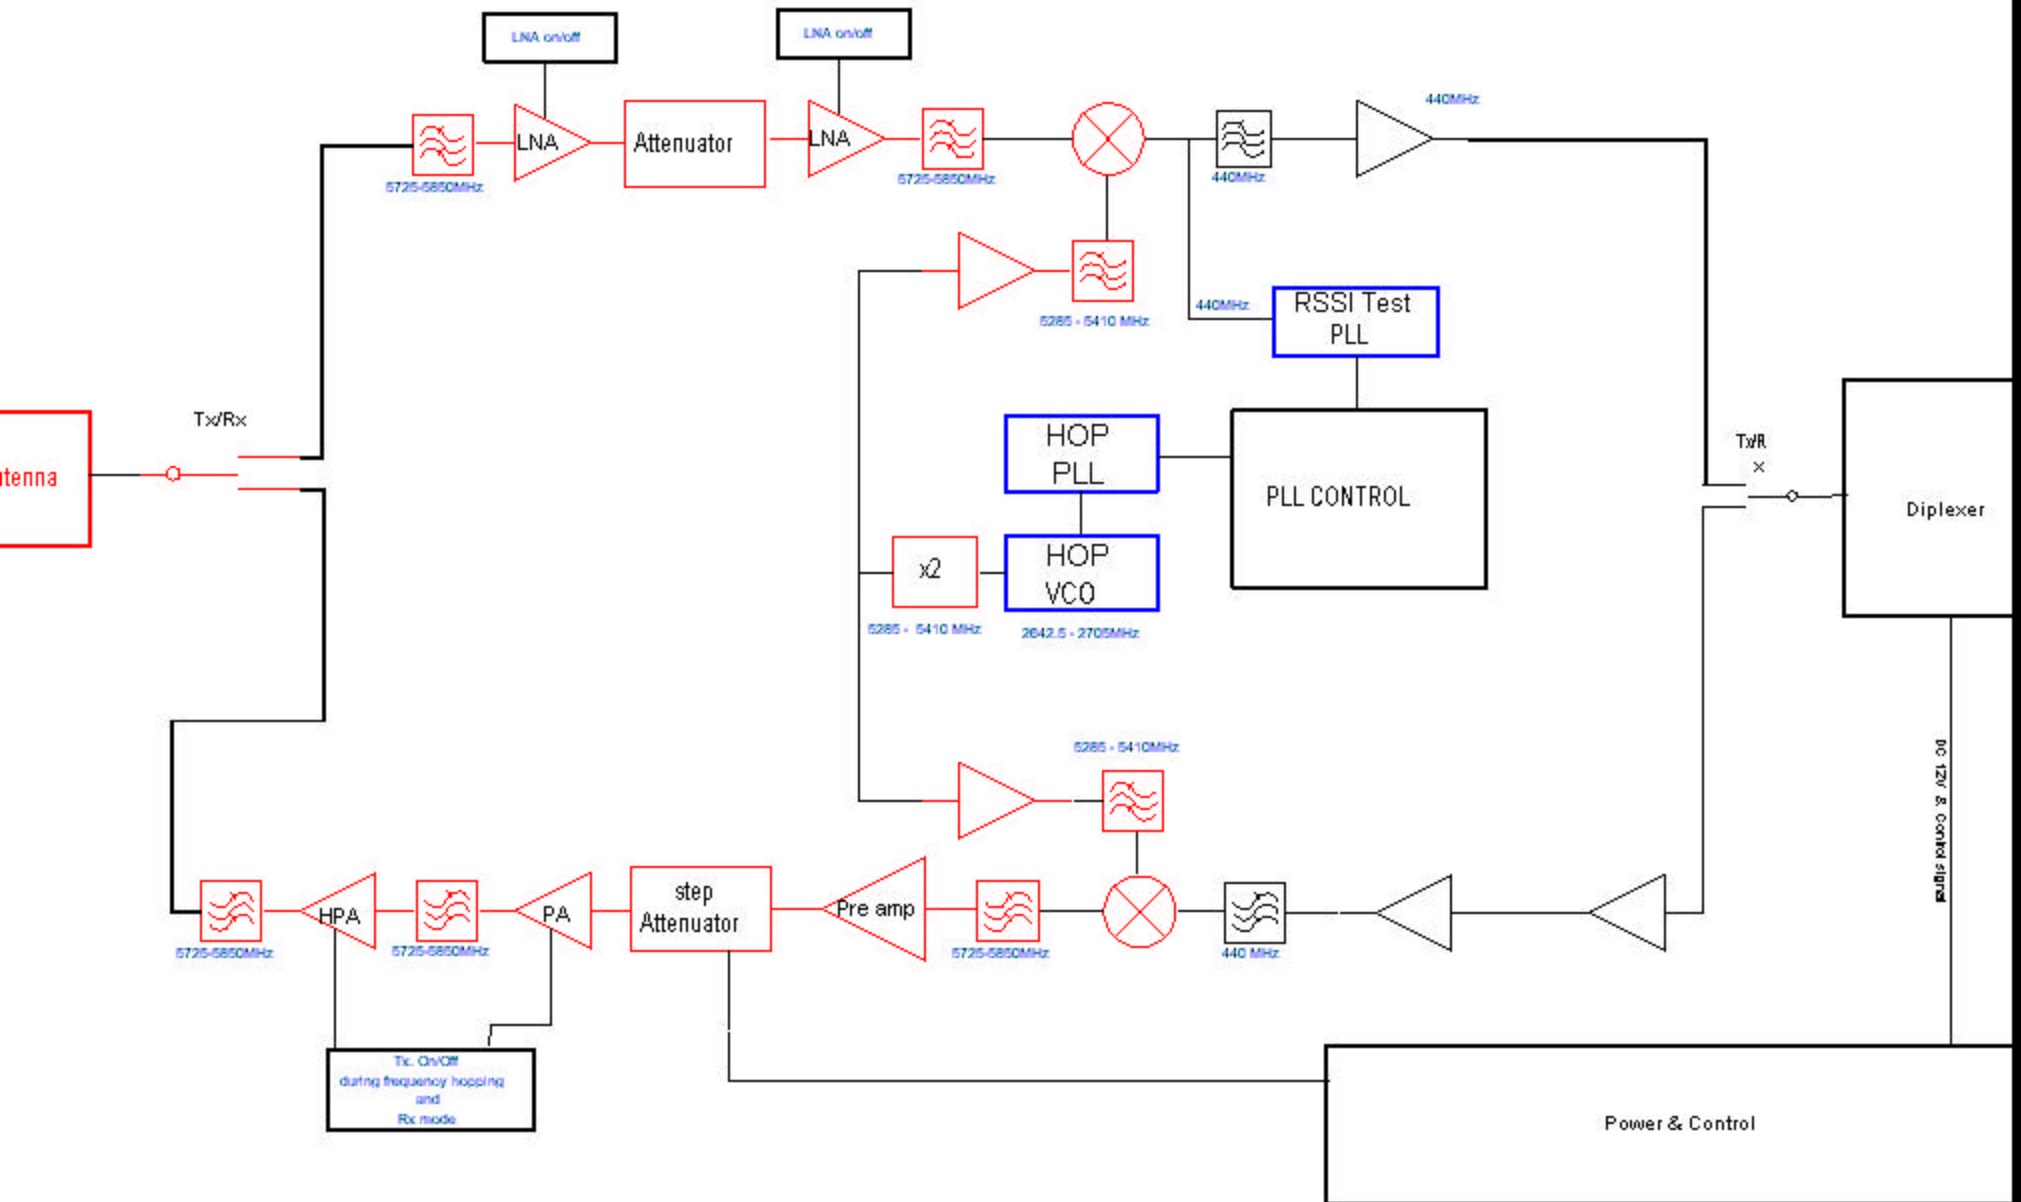 LNA on/off
LNA on/off
440MHz
LNA
Attenuator
LNA
5725-5850MHz
5725-5850MHz
440MHz
5285 - 5410 MHz
440MHz
RSSI Test
PLL
Tx/Rx
tenna
HOP
PLL
PLL CONTROL
Tx/R
x
Diplexer
x2
HOP
VCO
5285 - 5410 MHz
2642.5 - 2705MHz
5285 - 5410MHz
DC 12V & Control signal
HPA
PA
step
Attenuator
Pre amp
5725-5850MHz
5725-5850MHz
5725-5850MHz
440 MHz
Tx. On/Off
during frequency hopping
and
Rx mode
Power & Control